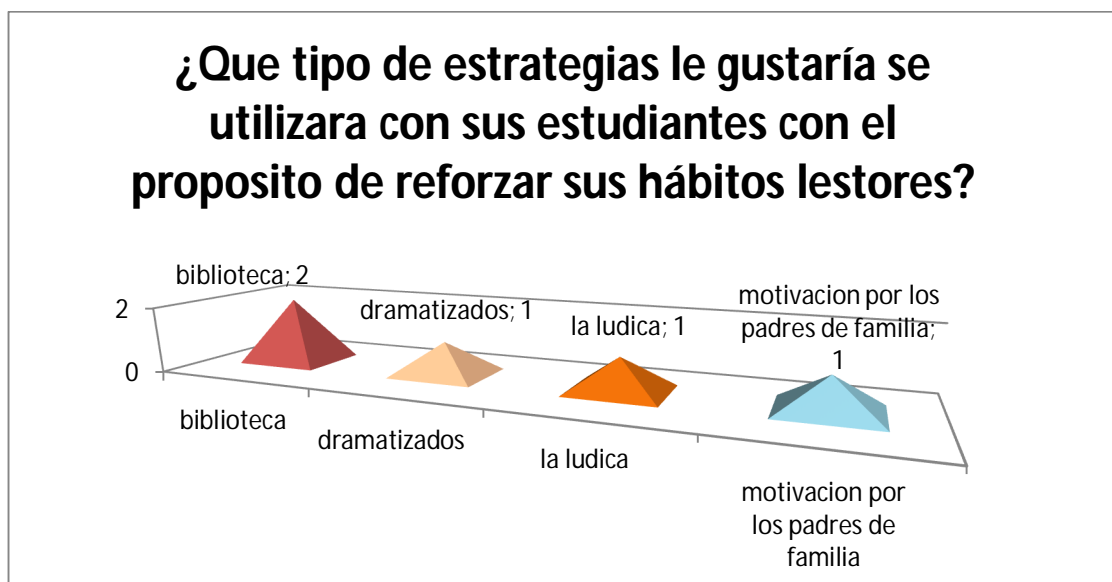 ¿Que tipo de estrategias le gustaría se
utilizara con sus estudiantes con el
proposito de reforzar sus hábitos lestores?
biblioteca; 2
dramatizados; 1
la ludica; 1
motivacion por los
padres de familia;
1
2
0
biblioteca
dramatizados
la ludica
motivacion por
los padres de
familia